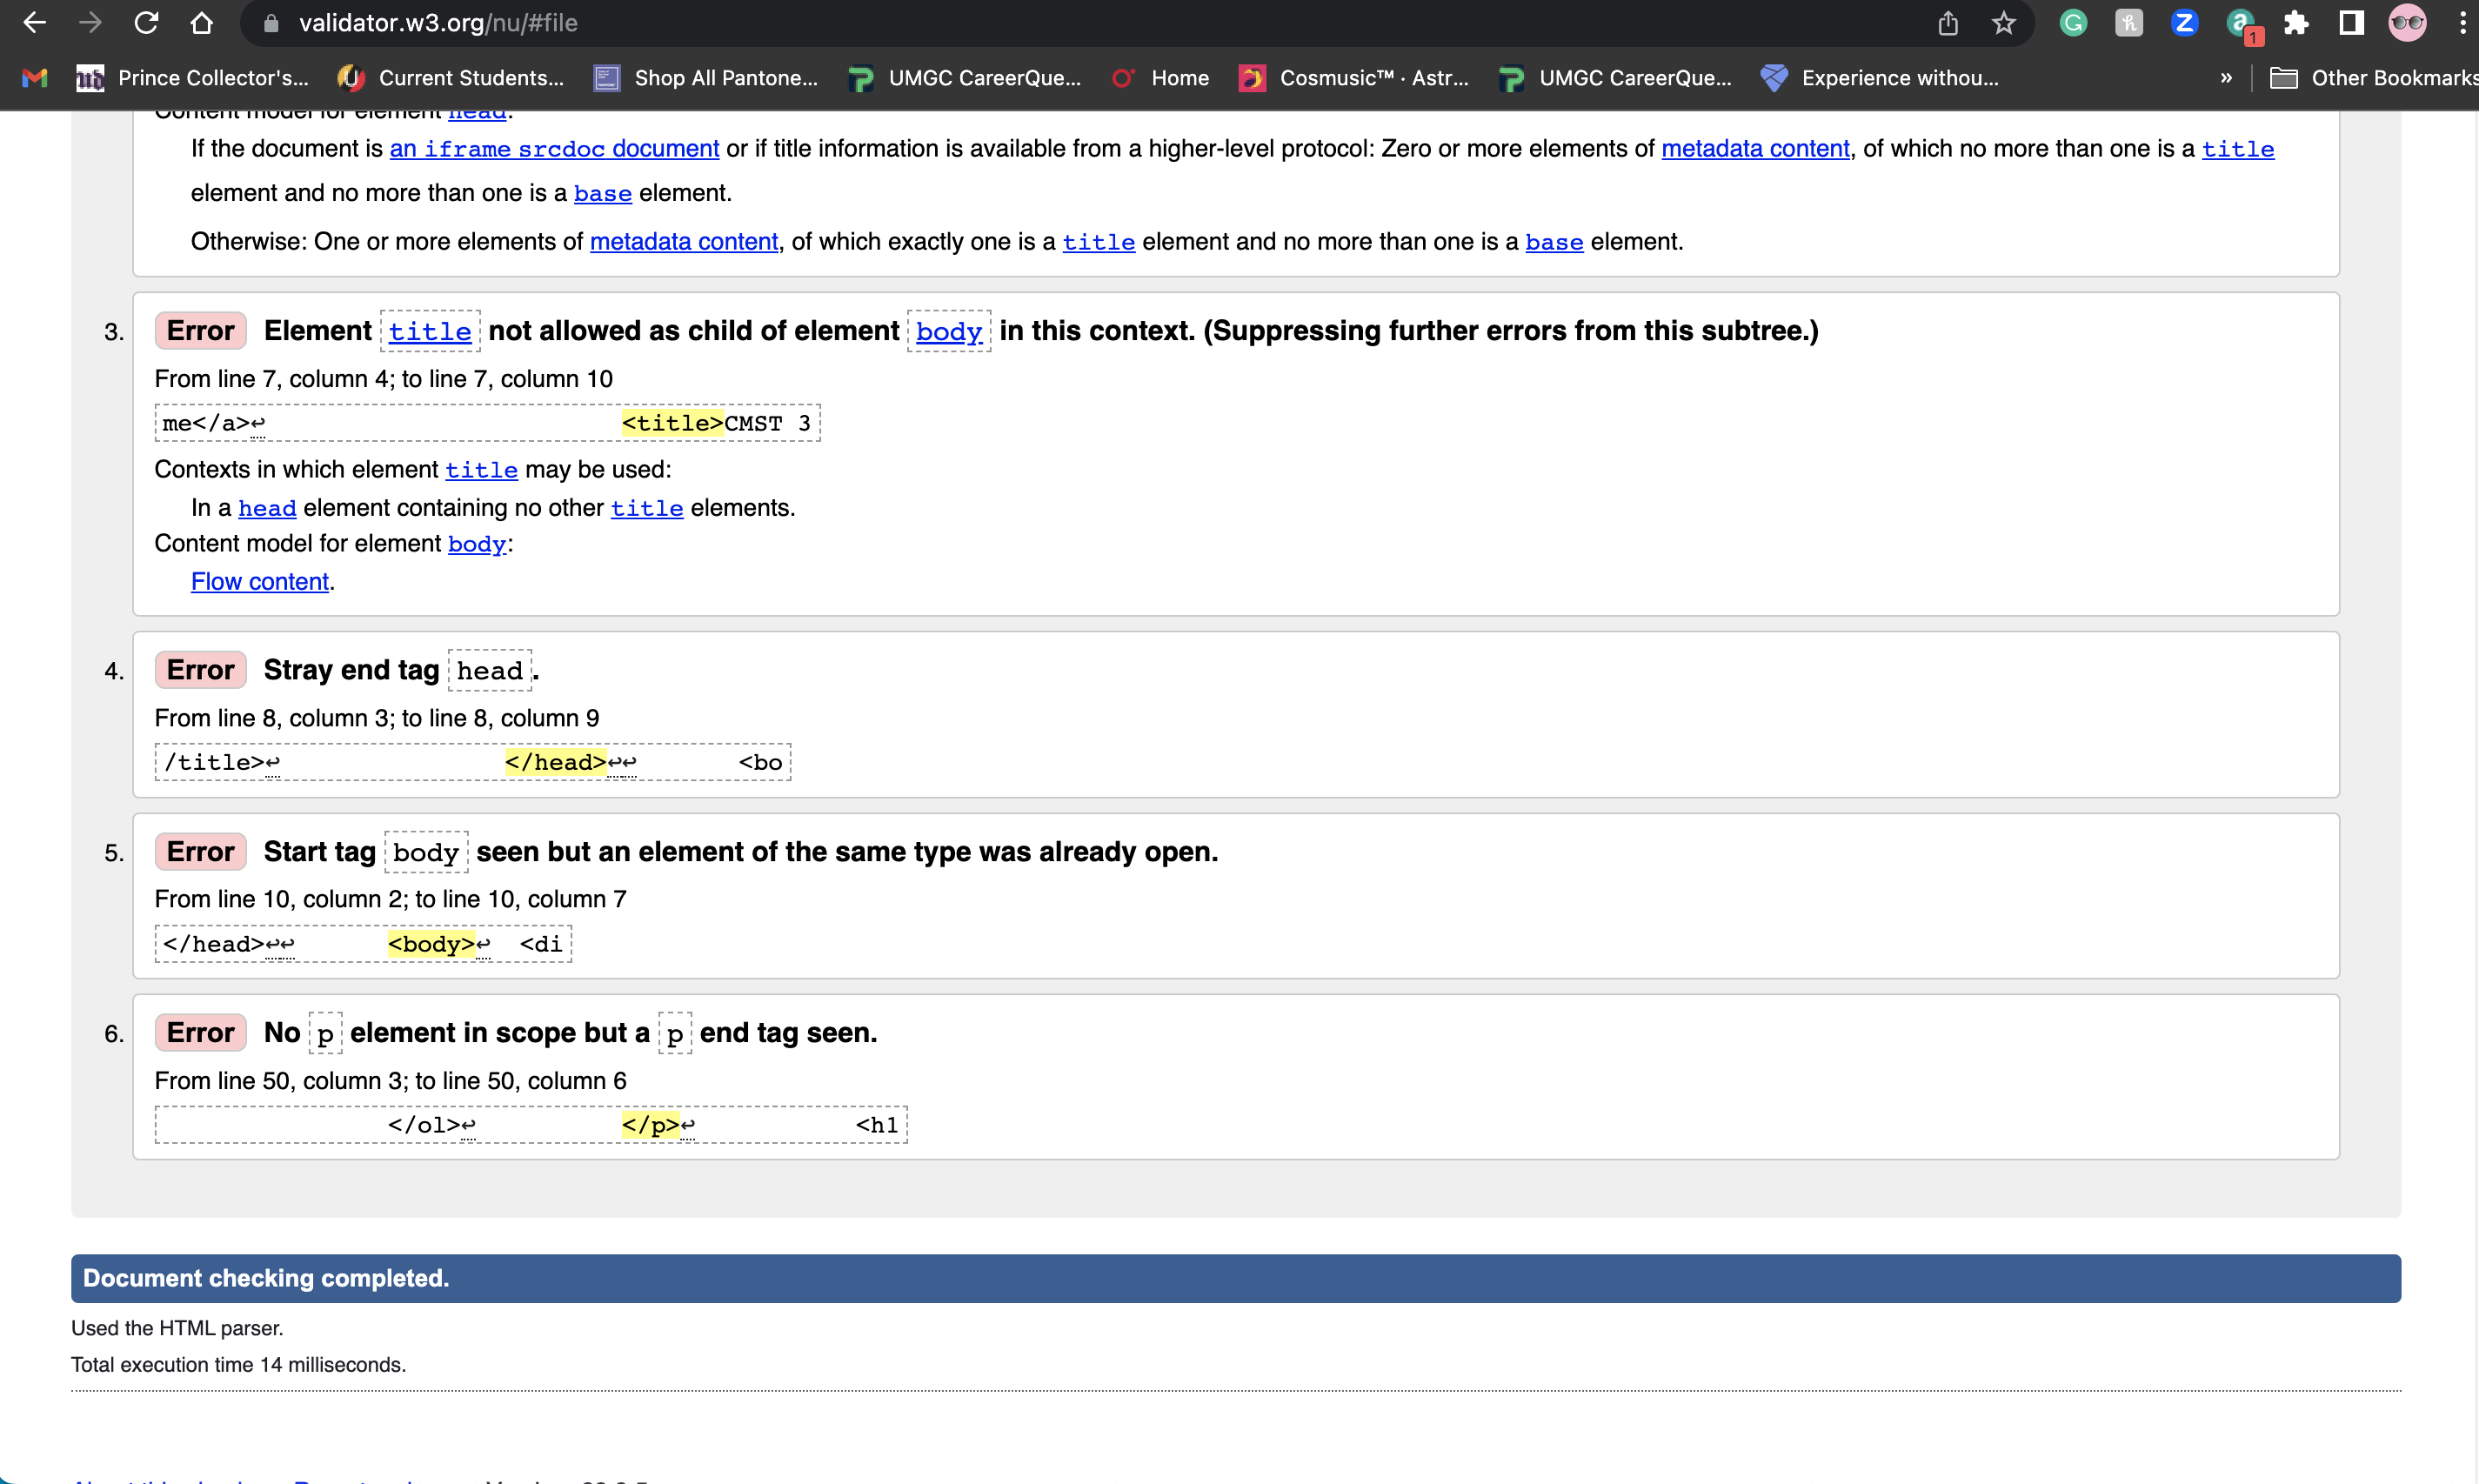 validator.w3.org/nu/#file
1
Prince Collector's... Current Students... Shop All Pantone... UMGC CareerQue... Home Cosmusic™ · Astr... UMGC CareerQue... Experience withou... » Other Bookmarks
Content model for element head:
If the document is an iframe srcdoc document or if title information is available from a higher-level protocol: Zero or more elements of metadata content, of which no more than one is a title
element and no more than one is a base element.
Otherwise: One or more elements of metadata content, of which exactly one is a title element and no more than one is a base element.
3. Error Element title not allowed as child of element body in this context. (Suppressing further errors from this subtree.)
From line 7, column 4; to line 7, column 10
me</a>↩ <title>CMST 3
Contexts in which element title may be used:
In a head element containing no other title elements.
Content model for element body:
Flow content.
4. Error Stray end tag head.
From line 8, column 3; to line 8, column 9
/title>↩ </head>↩↩ <bo
5. Error Start tag body seen but an element of the same type was already open.
From line 10, column 2; to line 10, column 7
</head>↩↩ <body>↩ <di
6. Error No p element in scope but a p end tag seen.
From line 50, column 3; to line 50, column 6
</ol>↩ </p>↩ <h1
Document checking completed.
Used the HTML parser.
Total execution time 14 milliseconds.